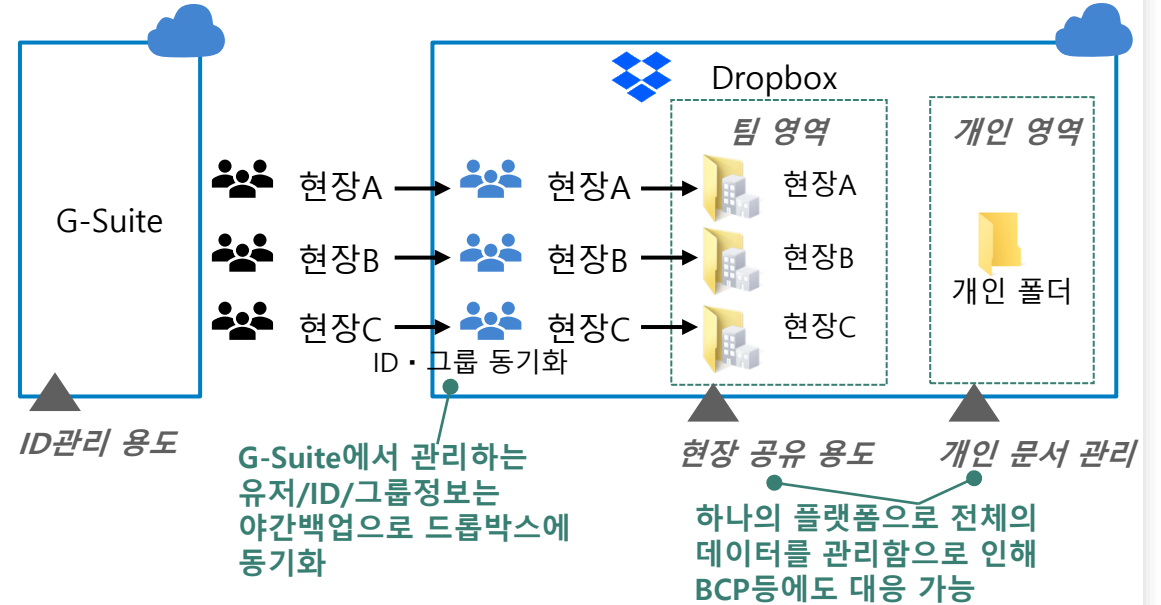 Dropbox
팀 영역
개인 영역
현장A
현장A
현장A
G-Suite
현장B
현장B
현장B
개인 폴더
현장C
현장C
현장C
ID・그룹 동기화
ID관리 용도
현장 공유 용도
개인 문서 관리
G-Suite에서 관리하는
유저/ID/그룹정보는
야간백업으로 드롭박스에
동기화
하나의 플랫폼으로 전체의
데이터를 관리함으로 인해
BCP등에도 대응 가능